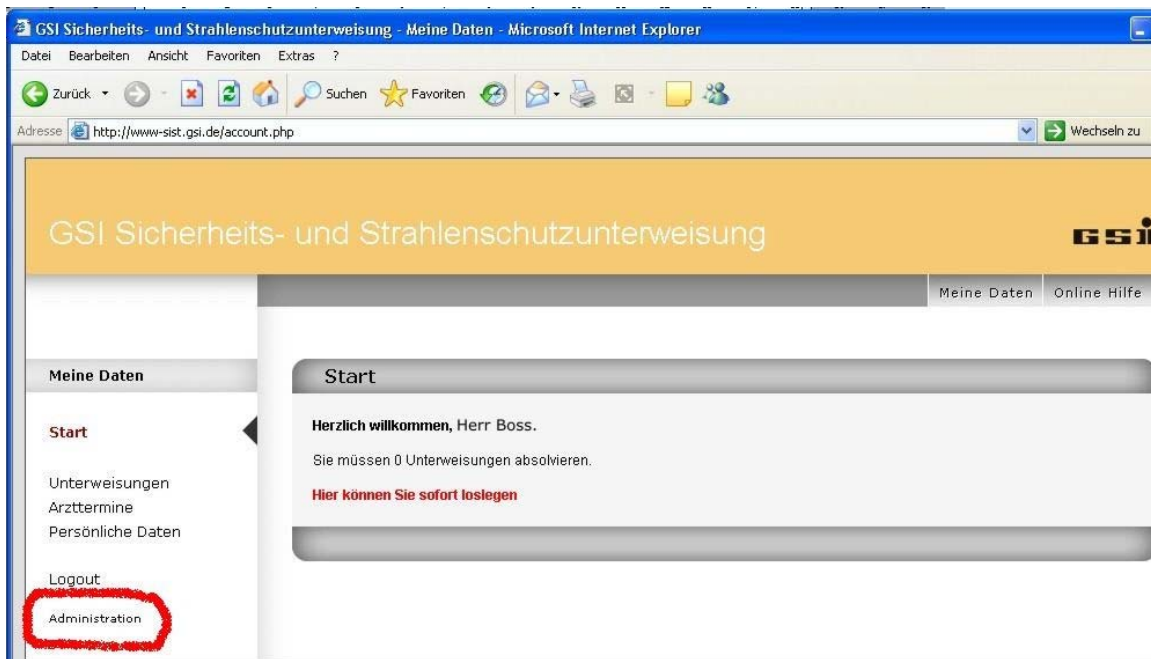 GSI Sicherheits- und Strahlenschutzunterweisung - Meine Daten - Microsoft Internet Explorer
Datei Bearbeiten Ansicht Favoriten Extras ?
Zurück Suchen Favoriten
Adresse http://www-sist.gsi.de/account.php Wechseln zu
GSI Sicherheits- und Strahlenschutzunterweisung
GSI
Meine Daten Online Hilfe
Meine Daten
Start
Unterweisungen
Arzttermine
Persönliche Daten
Logout
Administration
Start
Herzlich willkommen, Herr Boss.
Sie müssen 0 Unterweisungen absolvieren.
Hier können Sie sofort loslegen